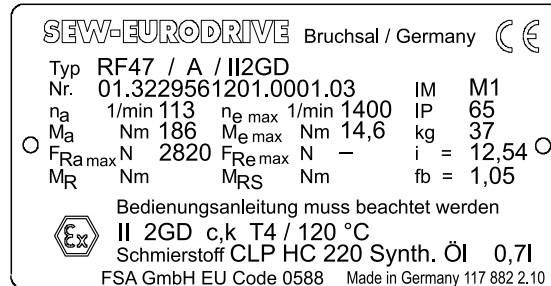 SEW-EURODRIVE Bruchsal / Germany CE
Typ RF47 / A / II2GD
Nr. 01.3229561201.0001.03 IM M1
na 1/min 113 ne max 1/min 1400 IP 65
Ma Nm 186 Me max Nm 14,6 kg 37
FRa max N 2820 FRe max N – i = 12,54
MR Nm MRS Nm fb = 1,05
Bedienungsanleitung muss beachtet werden
Ex II 2GD c,k T4 / 120 °C
Schmierstoff CLP HC 220 Synth. Öl 0,7l
FSA GmbH EU Code 0588 Made in Germany 117 882 2.10